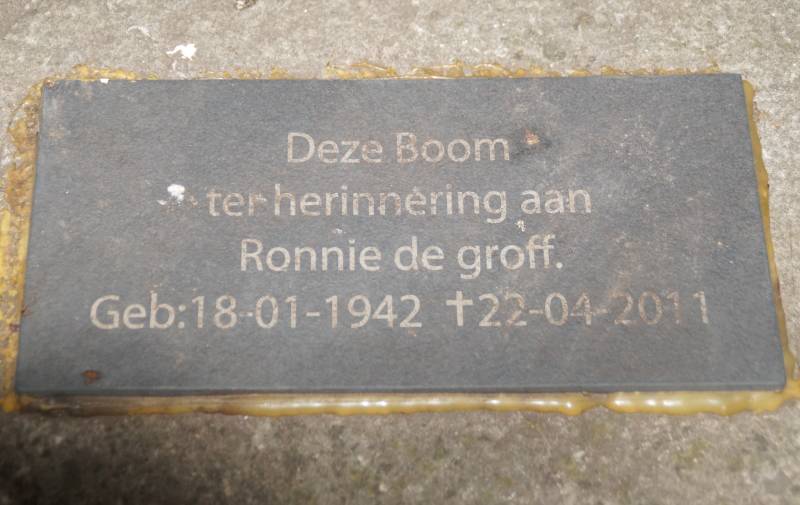 Deze Boom
ter herinnering aan
Ronnie de groff.
Geb:18-01-1942 ✝22-04-2011